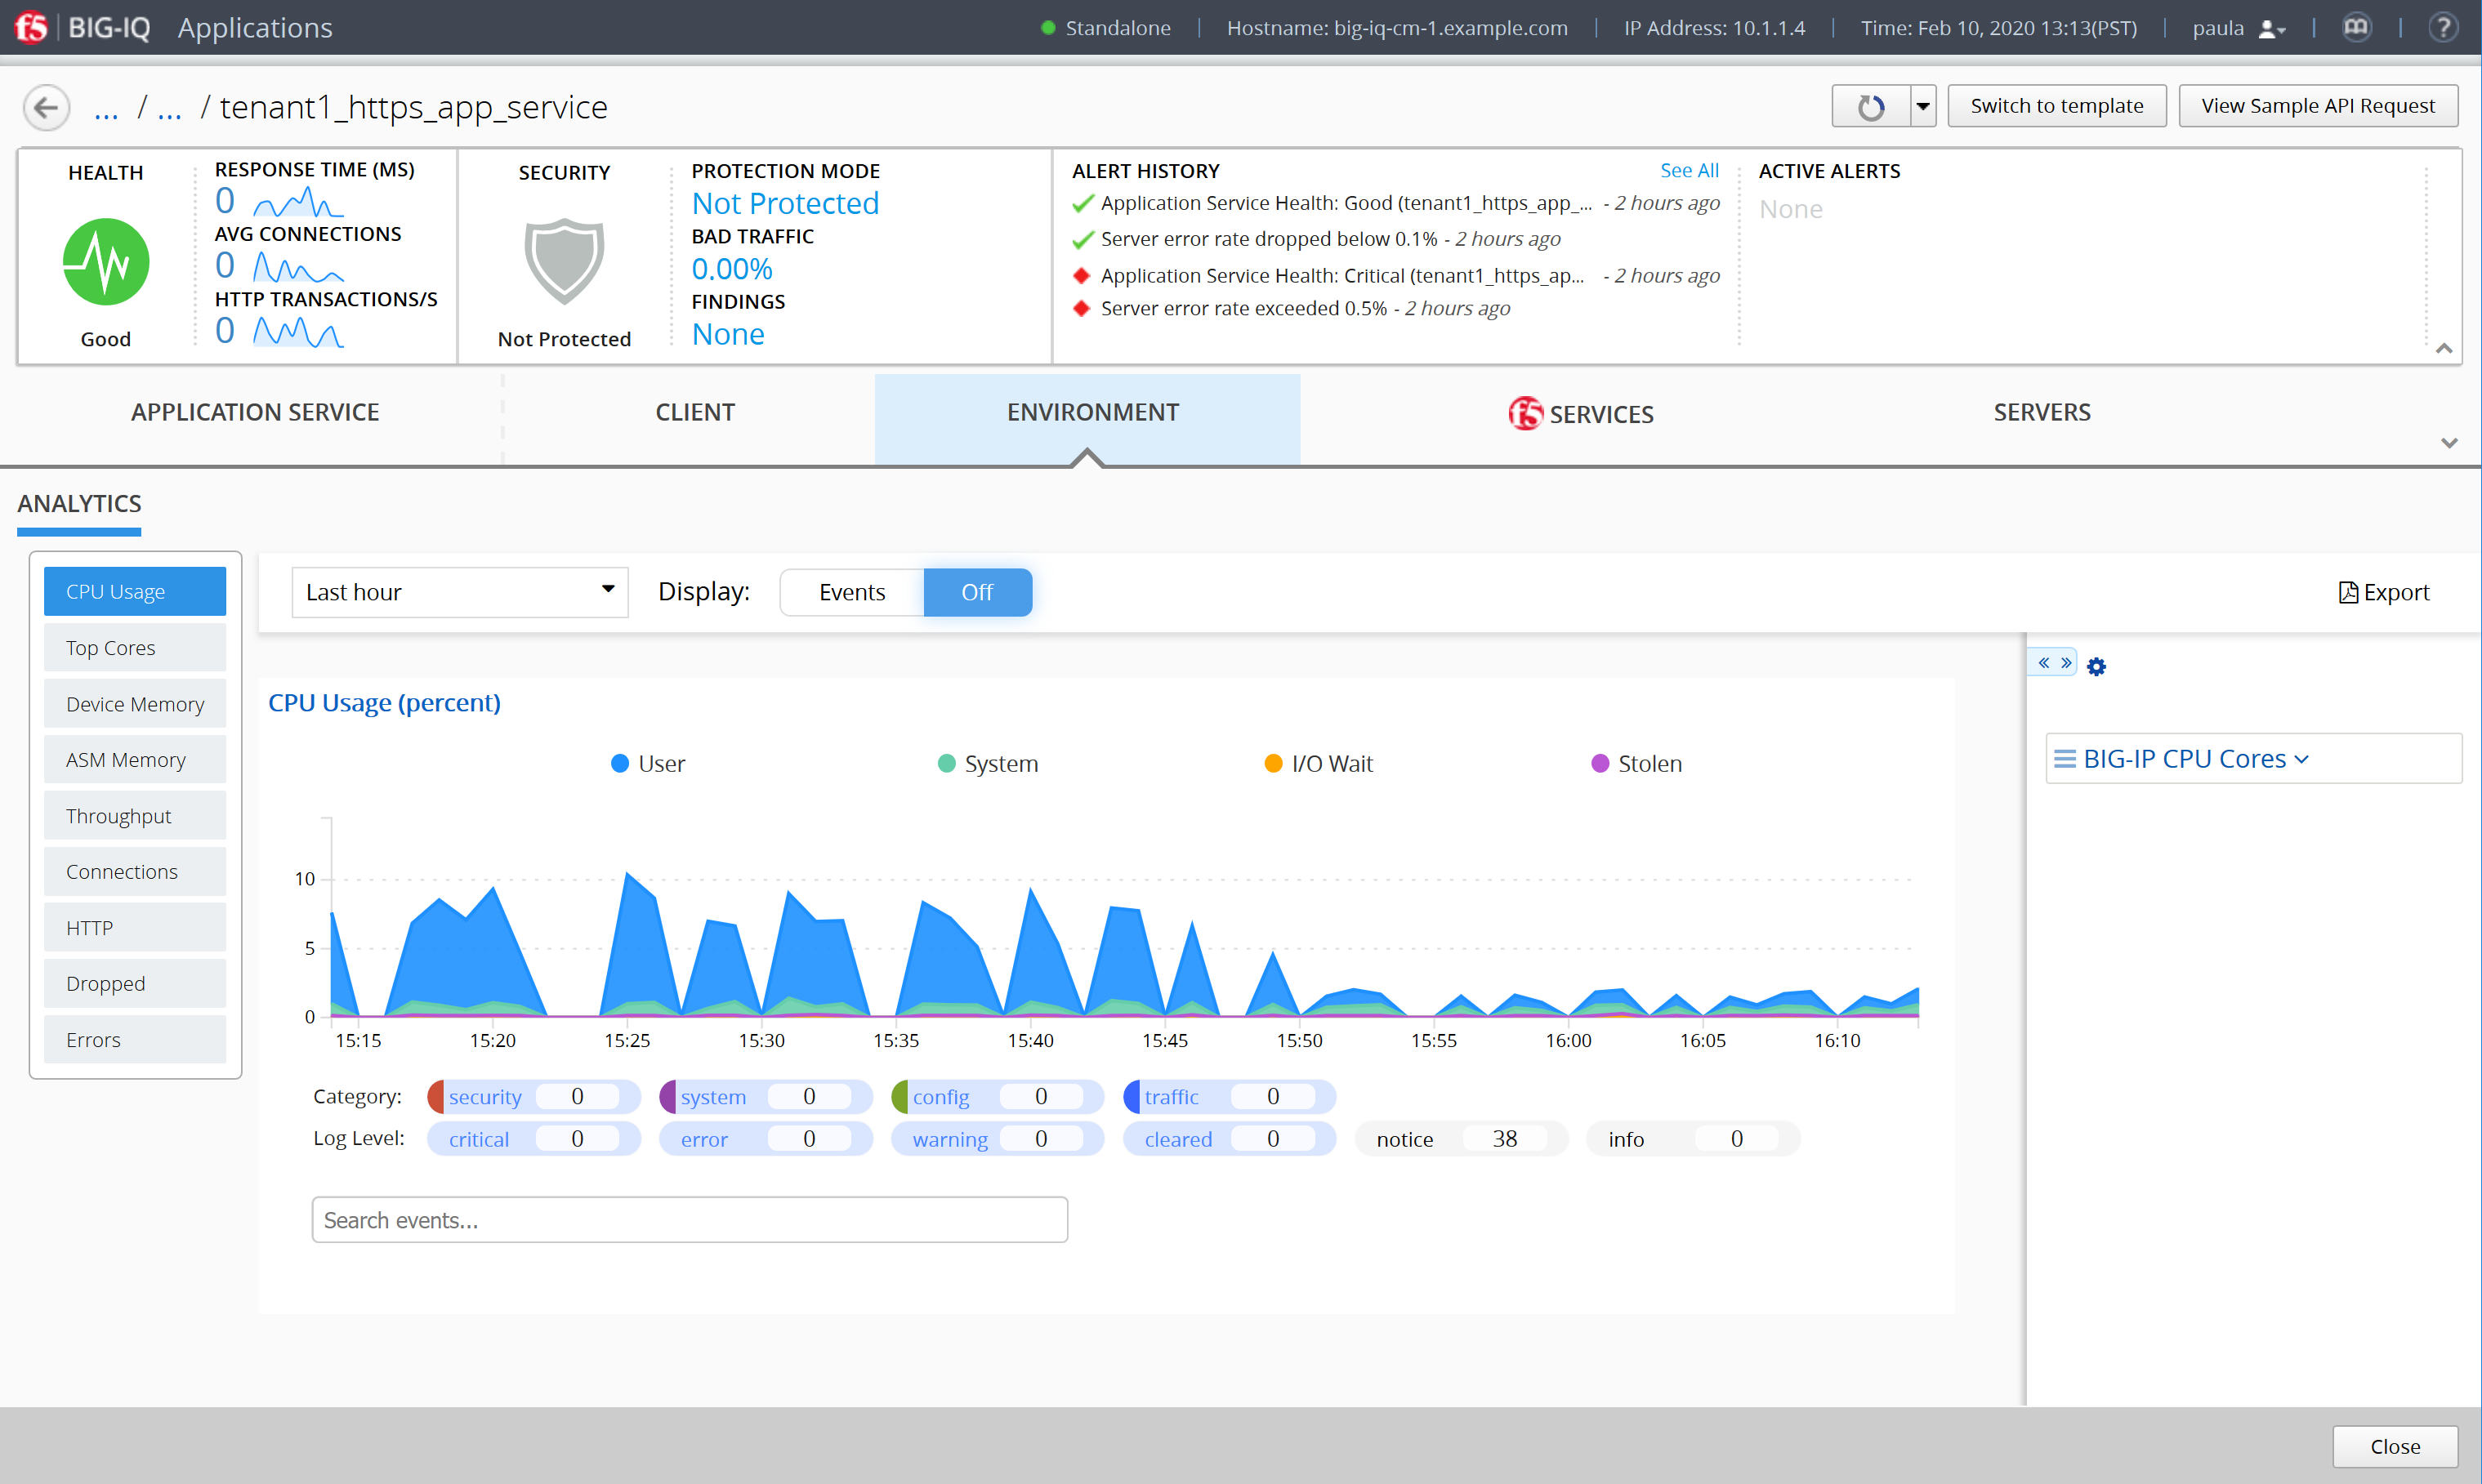 f5 BIG-IQ Applications Standalone Hostname: big-iq-cm-1.example.com IP Address: 10.1.1.4 Time: Feb 10, 2020 13:13(PST) paula ?
... / ... / tenant1_https_app_service Switch to template View Sample API Request
HEALTH
Good
RESPONSE TIME (MS)
0
AVG CONNECTIONS
0
HTTP TRANSACTIONS/S
0
SECURITY
Not Protected
PROTECTION MODE
Not Protected
BAD TRAFFIC
0.00%
FINDINGS
None
ALERT HISTORY See All
Application Service Health: Good (tenant1_https_app_... - 2 hours ago
Server error rate dropped below 0.1% - 2 hours ago
Application Service Health: Critical (tenant1_https_ap... - 2 hours ago
Server error rate exceeded 0.5% - 2 hours ago
ACTIVE ALERTS
None
APPLICATION SERVICE CLIENT ENVIRONMENT f5 SERVICES SERVERS
ANALYTICS
CPU Usage
Top Cores
Device Memory
ASM Memory
Throughput
Connections
HTTP
Dropped
Errors
Last hour Display: Events Off Export
« »
BIG-IP CPU Cores
CPU Usage (percent)
User System I/O Wait Stolen
10
5
0
15:15 15:20 15:25 15:30 15:35 15:40 15:45 15:50 15:55 16:00 16:05 16:10
Category: security 0 system 0 config 0 traffic 0
Log Level: critical 0 error 0 warning 0 cleared 0 notice 38 info 0
Search events...
Close